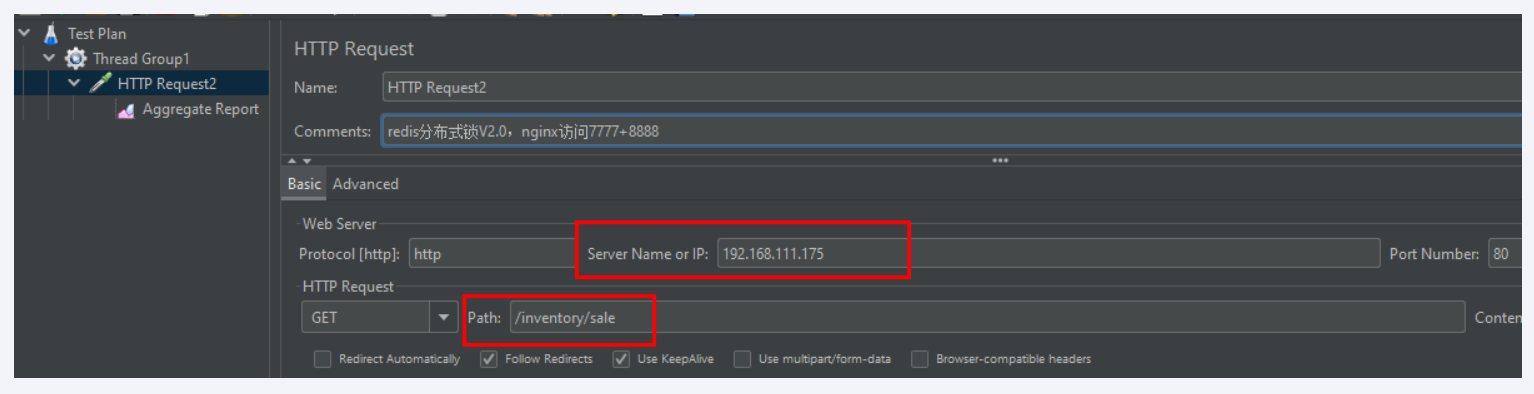 Test Plan
Thread Group1
HTTP Request2
Aggregate Report
HTTP Request
Name: HTTP Request2
Comments: redis分布式锁V2.0，nginx访问7777+8888
Basic Advanced
Web Server
Protocol [http]: http Server Name or IP: 192.168.111.175 Port Number: 80
HTTP Request
GET Path: /inventory/sale Conten
Redirect Automatically Follow Redirects Use KeepAlive Use multipart/form-data Browser-compatible headers